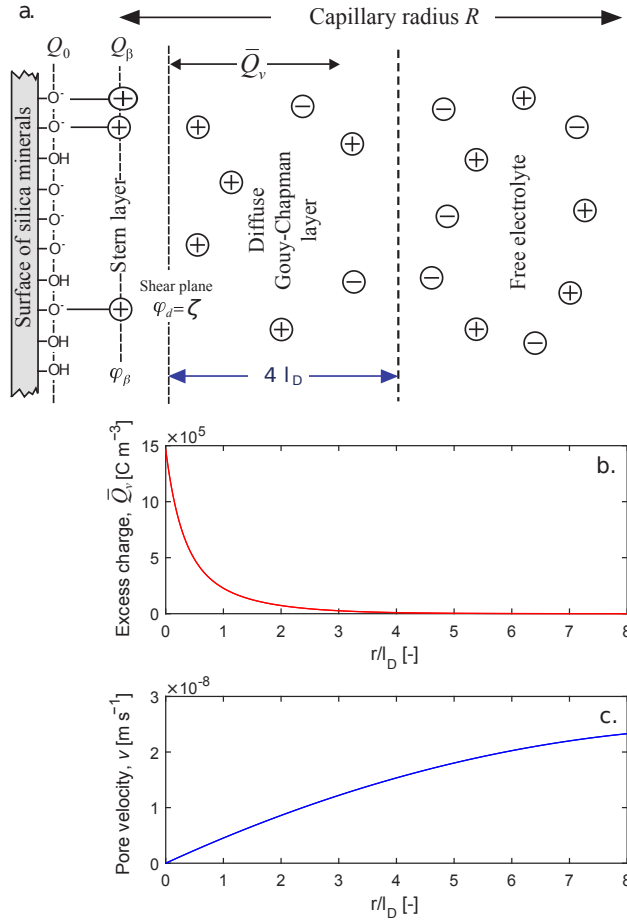 a.
Capillary radius R
Q₀
Qβ
Q̅ᵥ
Surface of silica minerals
O⁻
O⁻
OH
O⁻
O⁻
O⁻
OH
O⁻
OH
OH
+
+
+
Stern layer
φβ
Shear plane
φd=ζ
Diffuse
Gouy-Chapman
layer
4 lD
Free electrolyte
b.
×10⁵
Excess charge, Q̅ᵥ [C m⁻³]
15
10
5
0
0 1 2 3 4 5 6 7 8
r/lD [-]
c.
×10⁻⁸
Pore velocity, v [m s⁻¹]
3
2
1
0
0 1 2 3 4 5 6 7 8
r/lD [-]